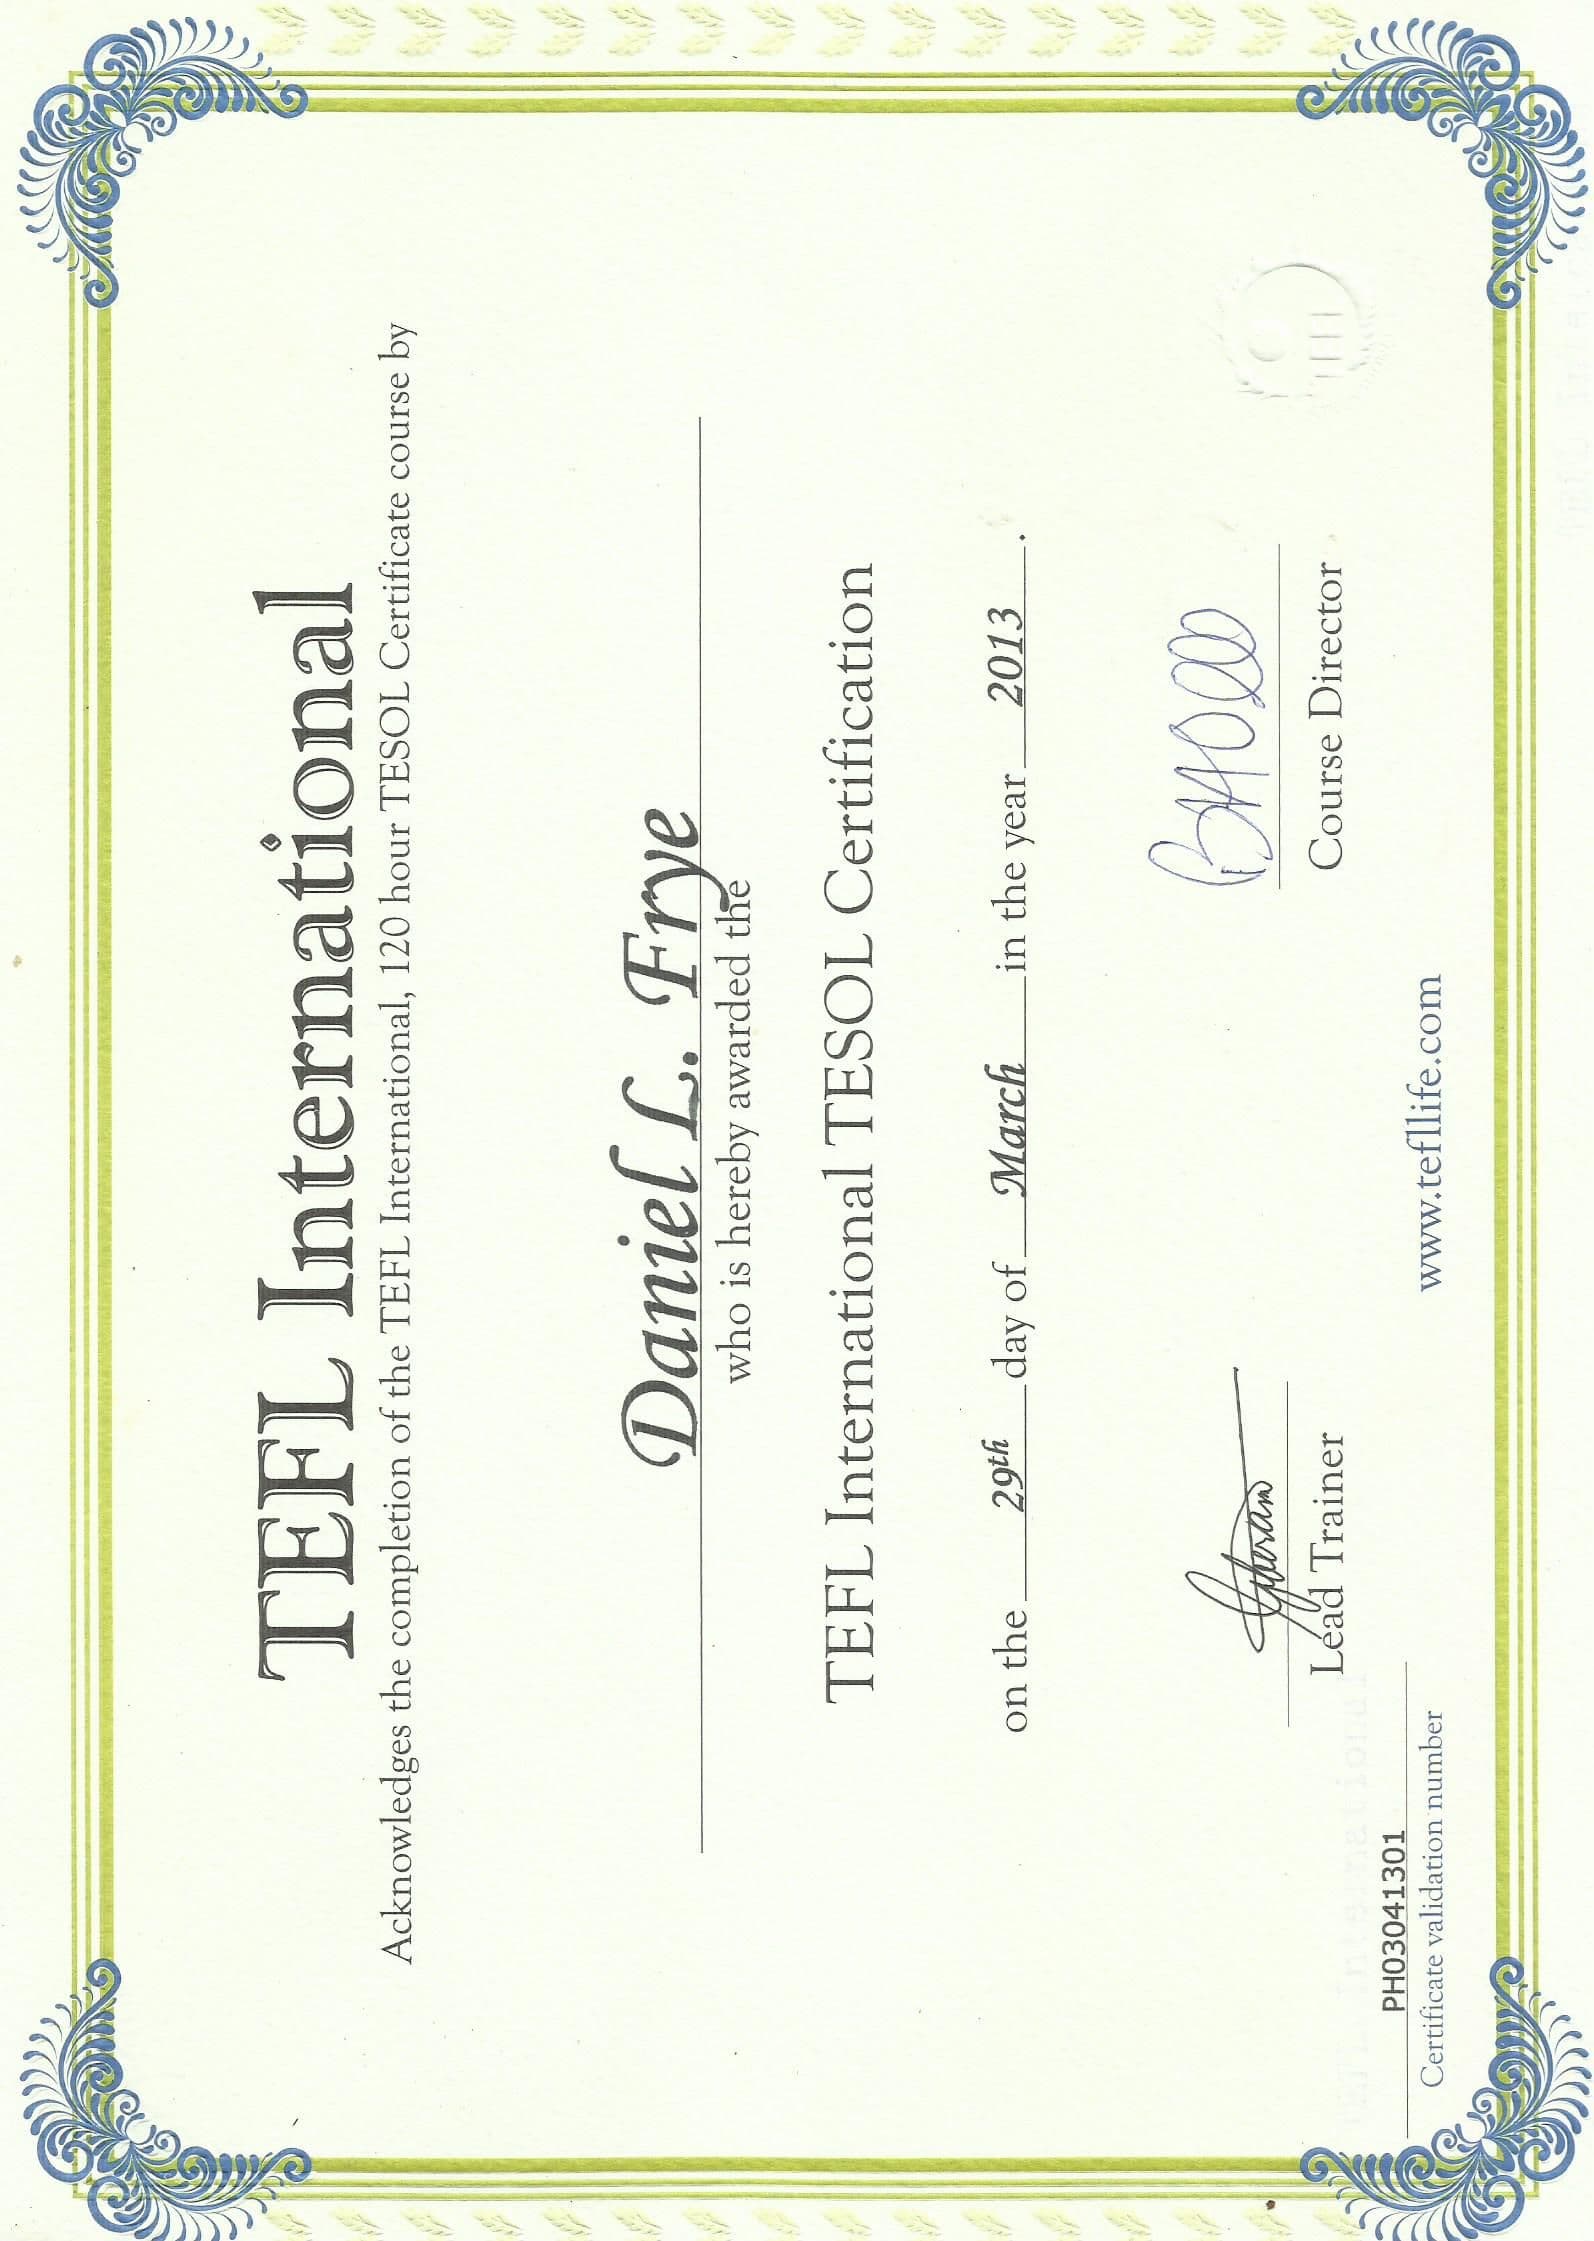 TEFL International
Acknowledges the completion of the TEFL International, 120 hour TESOL Certificate course by
Daniel L. Frye
who is hereby awarded the
TEFL International TESOL Certification
on the 29th day of March in the year 2013.
Lead Trainer
Course Director
PH03041301
Certificate validation number
www.tefllife.com